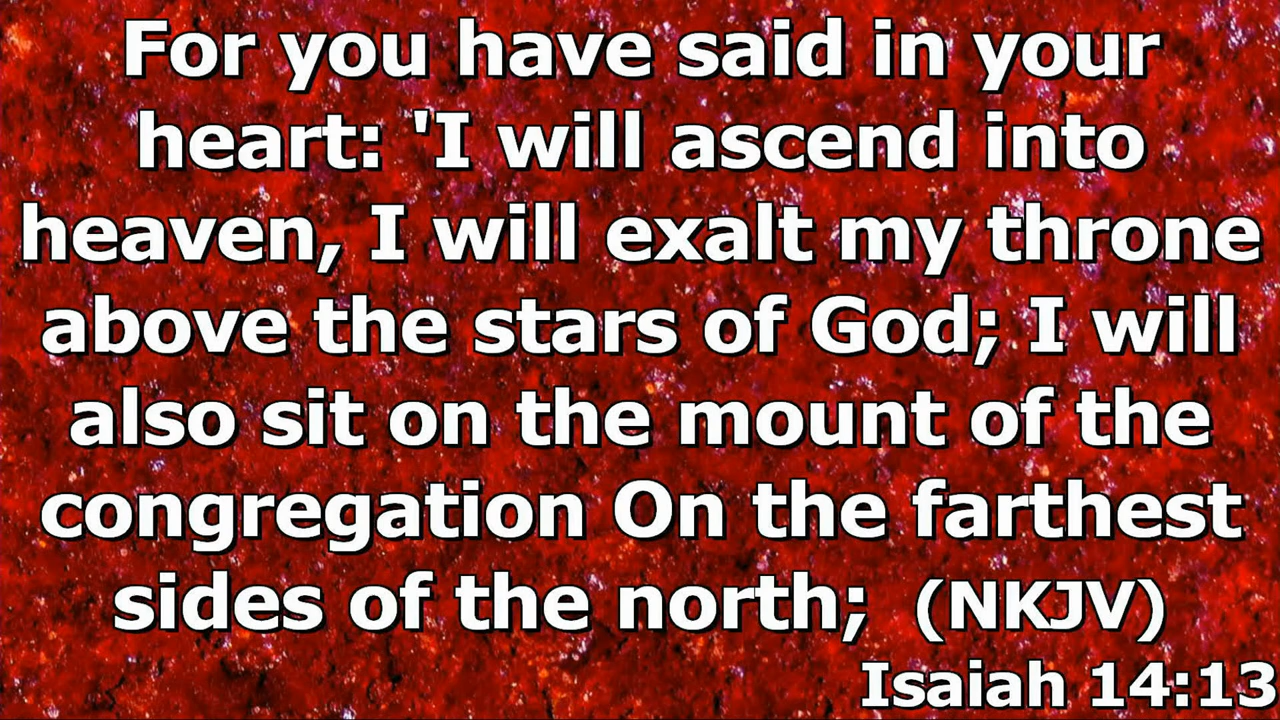 For you have said in your
heart: 'I will ascend into
heaven, I will exalt my throne
above the stars of God; I will
also sit on the mount of the
congregation On the farthest
sides of the north; (NKJV)
Isaiah 14:13